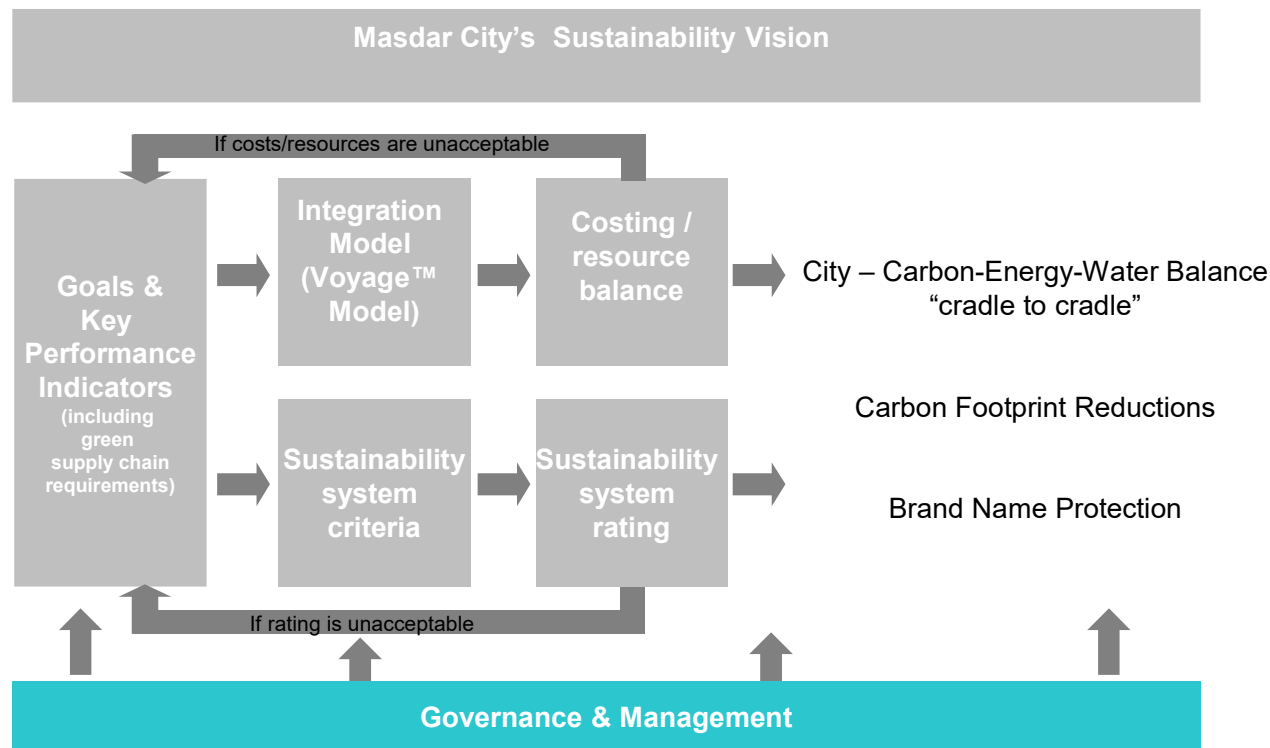 Masdar City’s  Sustainability Vision
If costs/resources are unacceptable
Goals &
Key
Performance
Indicators
(including
green
supply chain
requirements)
Integration
Model
(Voyage™
Model)
Costing /
resource
balance
City – Carbon-Energy-Water Balance
“cradle to cradle”
Carbon Footprint Reductions
Sustainability
system
criteria
Sustainability
system
rating
Brand Name Protection
If rating is unacceptable
Governance & Management